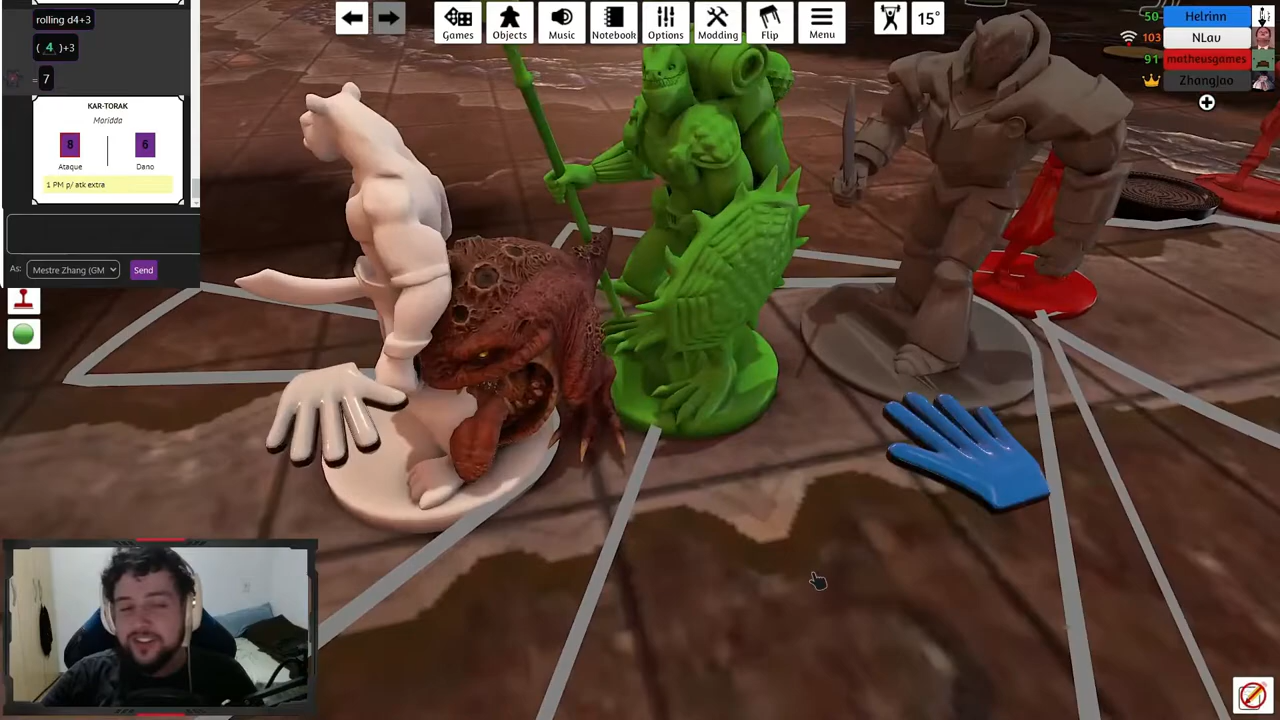 rolling d4+3
( 4 )+3
= 7
KAR-TORAK
Moridda
8 6
Ataque Dano
1 PM p/ atk extra
As: Mestre Zhang (GM Send
Games Objects Music Notebook Options Modding Flip Menu 15°
50 Helrinn
103 NLau
91 matheusgames
Zhangjao